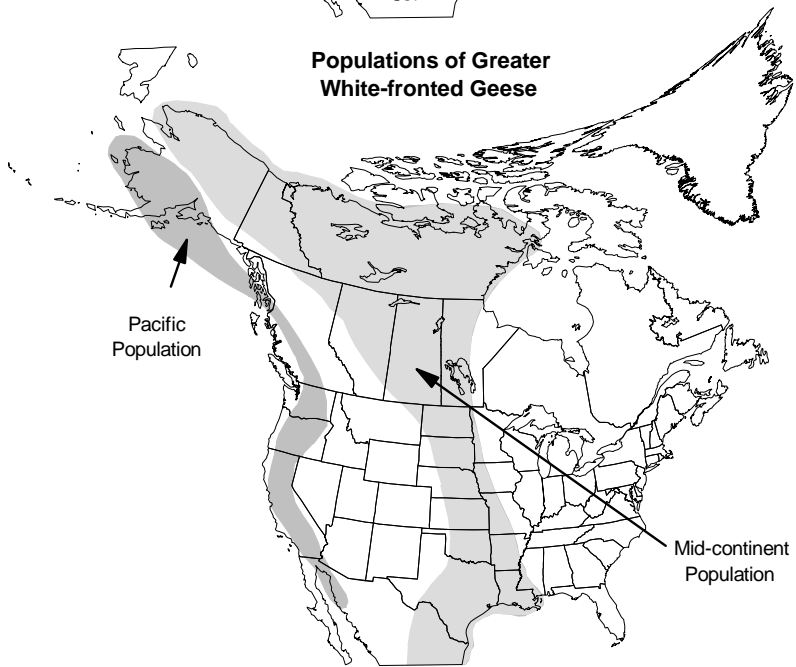 Populations of Greater
White-fronted Geese
Pacific
Population
Mid-continent
Population